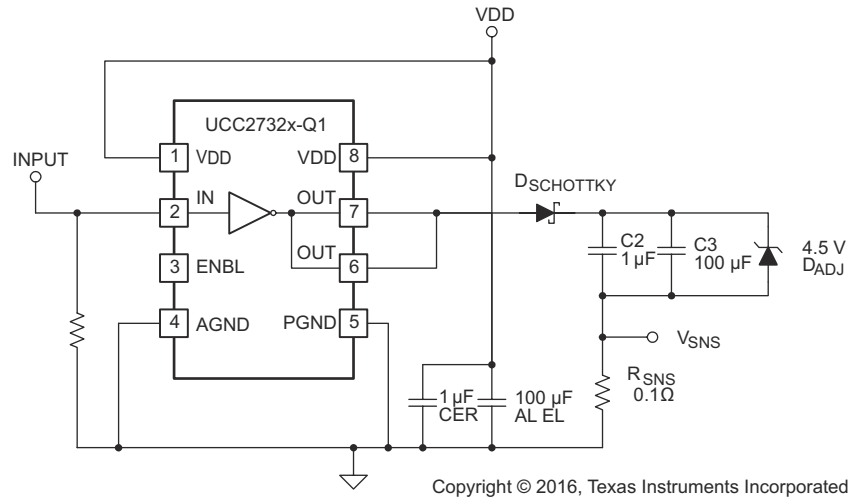 VDD
UCC2732x-Q1
INPUT
1 VDD VDD 8
DSCHOTTKY
IN OUT
2 7
C2 C3 4.5 V
1 µF 100 µF DADJ
OUT
3 ENBL 6
4 AGND PGND 5
VSNS
RSNS
0.1Ω
1 µF 100 µF
CER AL EL
Copyright © 2016, Texas Instruments Incorporated